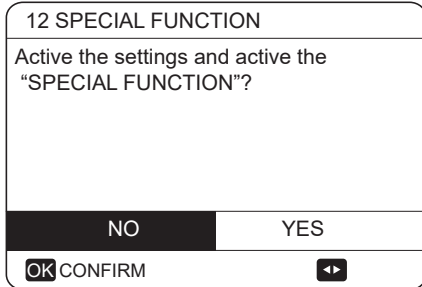 12 SPECIAL FUNCTION
Active the settings and active the
“SPECIAL FUNCTION”?
NO YES
OK CONFIRM